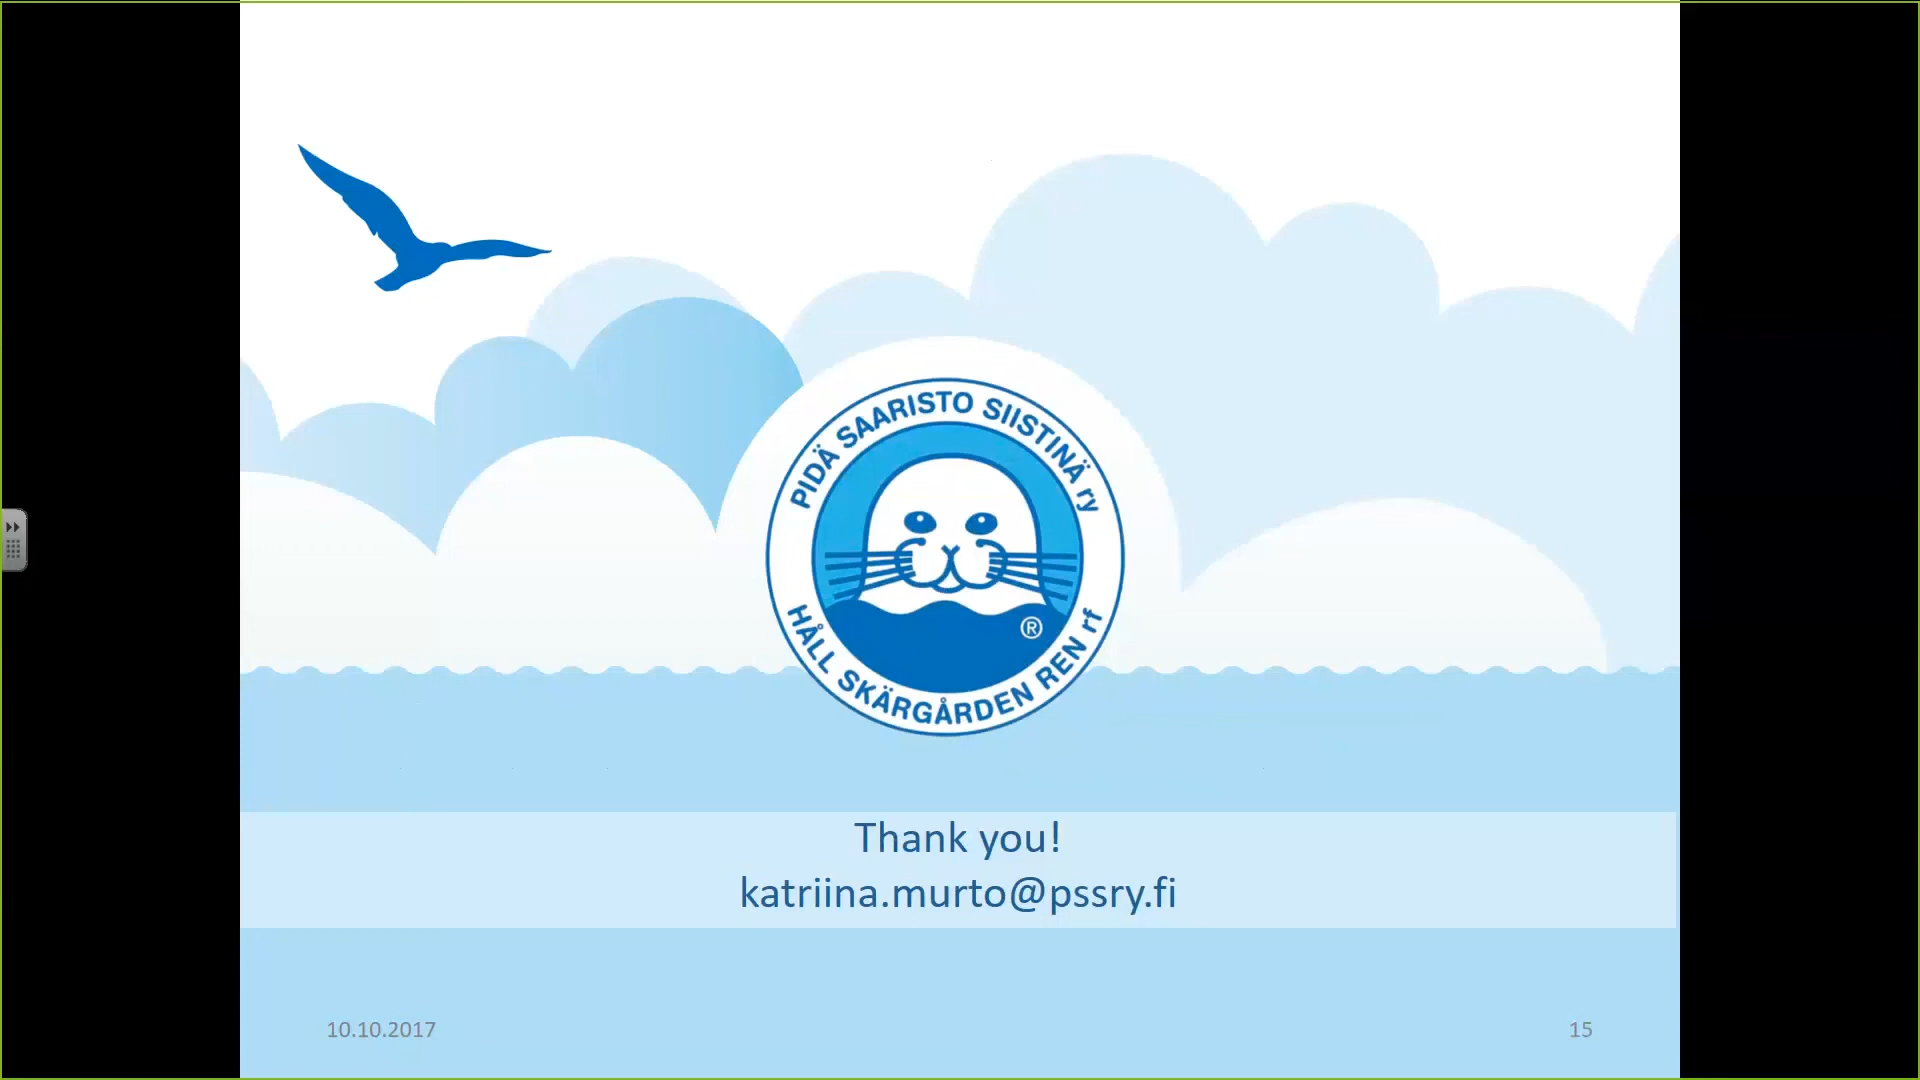 PIDÄ SAARISTO SIISTINÄ ry
®
HÅLL SKÄRGÅRDEN REN rf
Thank you!
katriina.murto@pssry.fi
10.10.2017
15